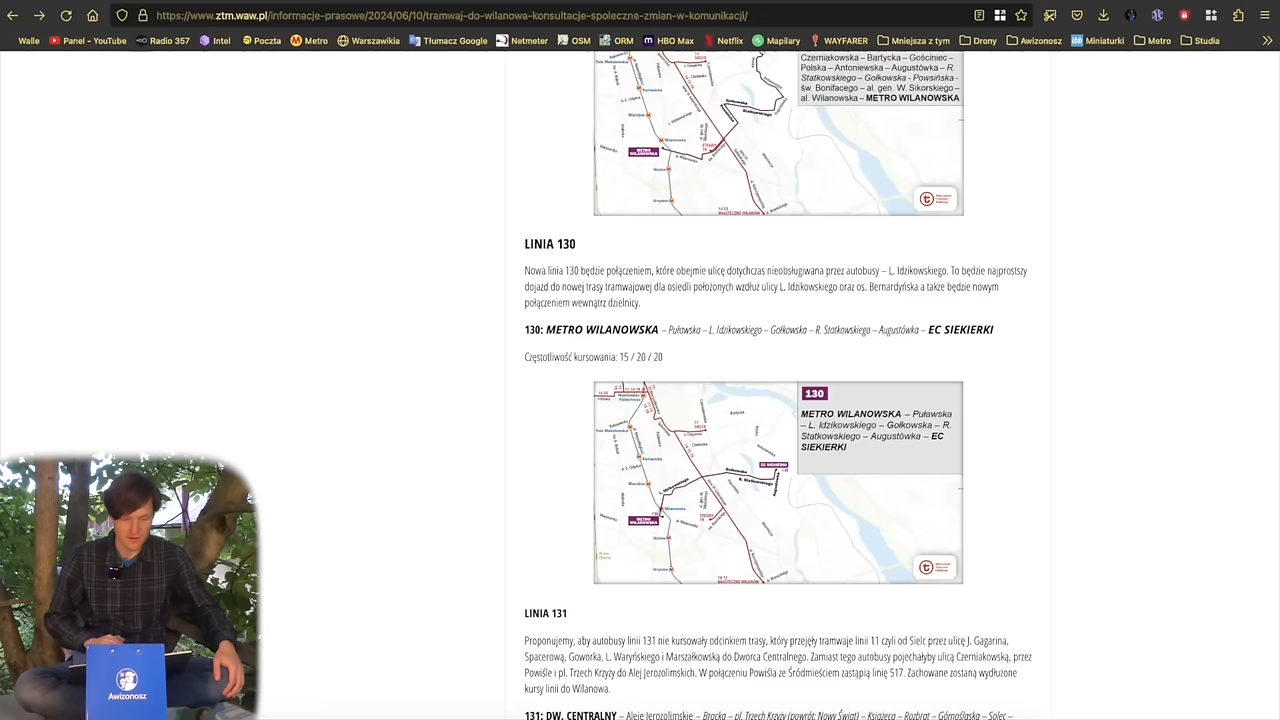 https://www.ztm.waw.pl/informacje-prasowe/2024/06/10/tramwaj-do-wilanowa-konsultacje-spoleczne-zmian-w-komunikacji/
Walle Panel - YouTube Radio 357 Intel Poczta Metro Warszawikia Tłumacz Google Netmeter OSM ORM HBO Max Netflix Mapilary WAYFARER Mniejsza z tym Drony Awizonosz Miniaturki Metro Studia
Czerniakowska – Bartycka – Gościniec –
Polska – Antoniewska – Augustówka – R.
Statkowskiego - Gołkowska - Powsińska -
św. Bonifacego – al. gen. W. Sikorskiego –
al. Wilanowska – METRO WILANOWSKA
METRO
WILANOWSKA
LINIA 130
Nowa linia 130 będzie połączeniem, które obejmie ulicę dotychczas nieobsługiwana przez autobusy – L. Idzikowskiego. To będzie najprostszy
dojazd do nowej trasy tramwajowej dla osiedli położonych wzdłuż ulicy L. Idzikowskiego oraz os. Bernardyńska a także będzie nowym
połączeniem wewnątrz dzielnicy.
130: METRO WILANOWSKA – Puławska – L. Idzikowskiego – Gołkowska – R. Statkowskiego – Augustówka – EC SIEKIERKI
Częstotliwość kursowania: 15 / 20 / 20
130
METRO WILANOWSKA – Puławska
– L. Idzikowskiego – Gołkowska – R.
Statkowskiego – Augustówka – EC
SIEKIERKI
EC SIEKIERKI
METRO
WILANOWSKA
LINIA 131
Proponujemy, aby autobusy linii 131 nie kursowały odcinkiem trasy, który przejęły tramwaje linii 11 czyli od Sielc przez ulicę J. Gagarina,
Spacerową, Goworka, L. Waryńskiego i Marszałkowską do Dworca Centralnego. Zamiast tego autobusy pojechałyby ulicą Czerniakowską, przez
Powiśle i pl. Trzech Krzyży do Alej Jerozolimskich. W połączeniu Powiśla ze Śródmieściem zastąpią linię 517. Zachowane zostaną wydłużone
kursy linii do Wilanowa.
131: DW. CENTRALNY – Aleje Jerozolimskie – Bracka – pl. Trzech Krzyży (powrót: Nowy Świat) – Książęca – Rozbrat – Górnośląska – Solec –
Awizonosz